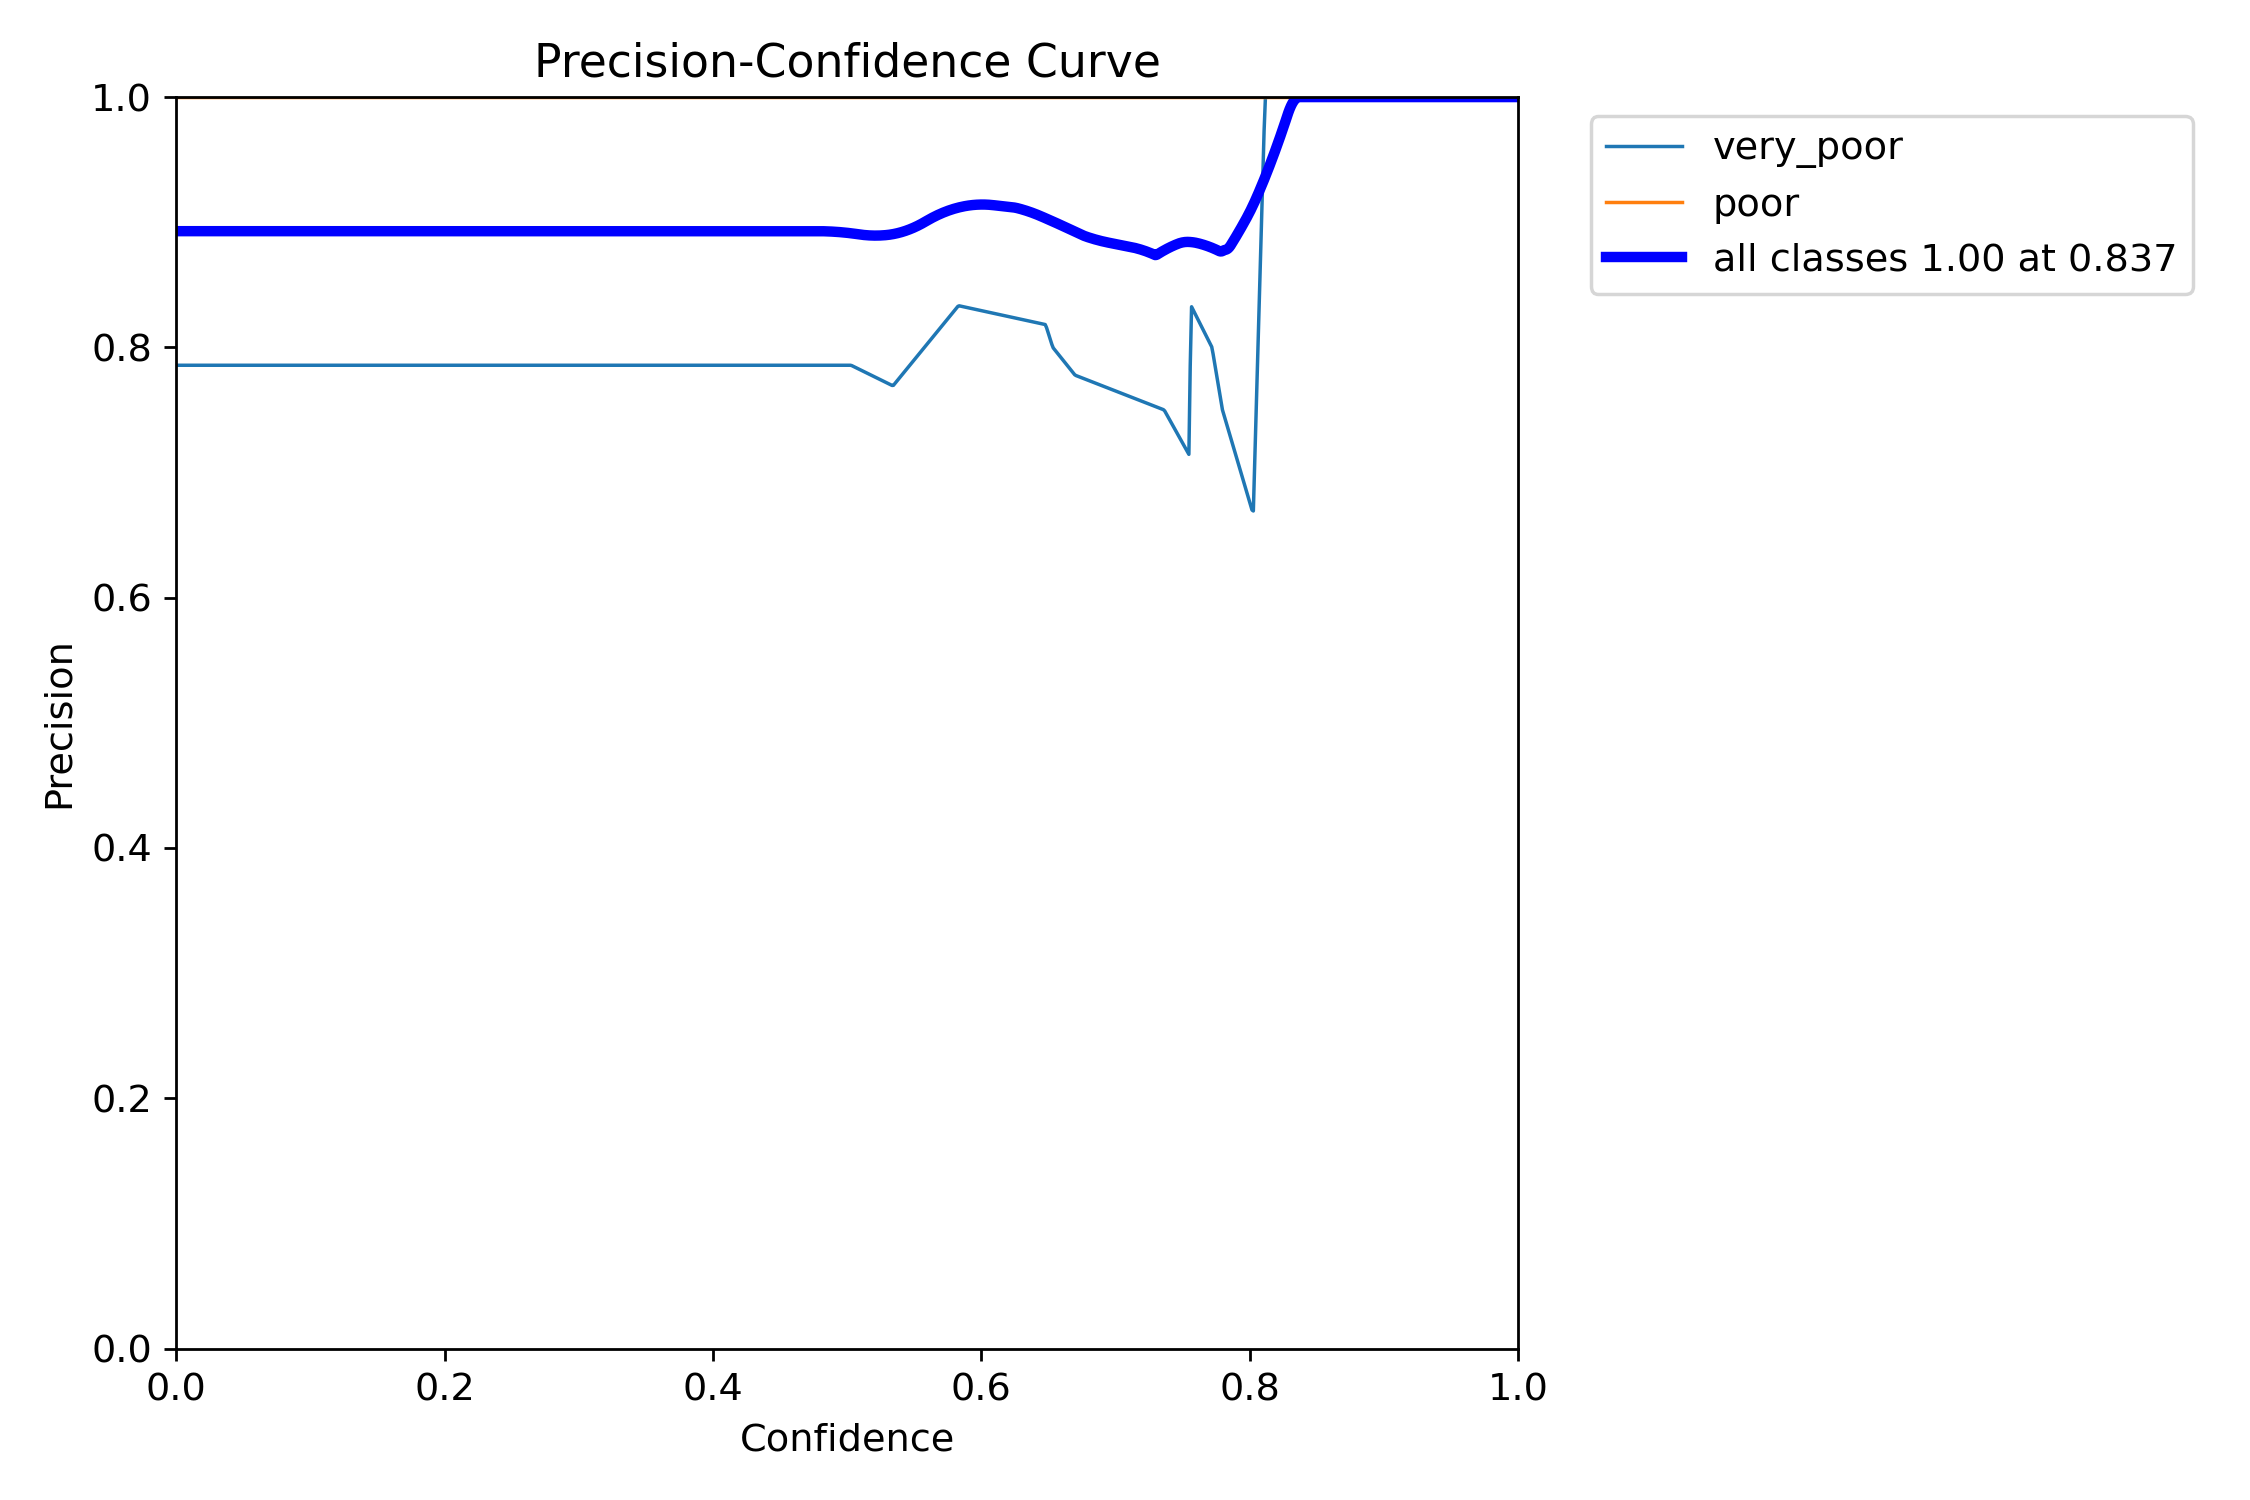 Precision-Confidence Curve
1.0
0.8
0.6
0.4
0.2
0.0
Precision
0.0 0.2 0.4 0.6 0.8 1.0
Confidence
very_poor
poor
all classes 1.00 at 0.837